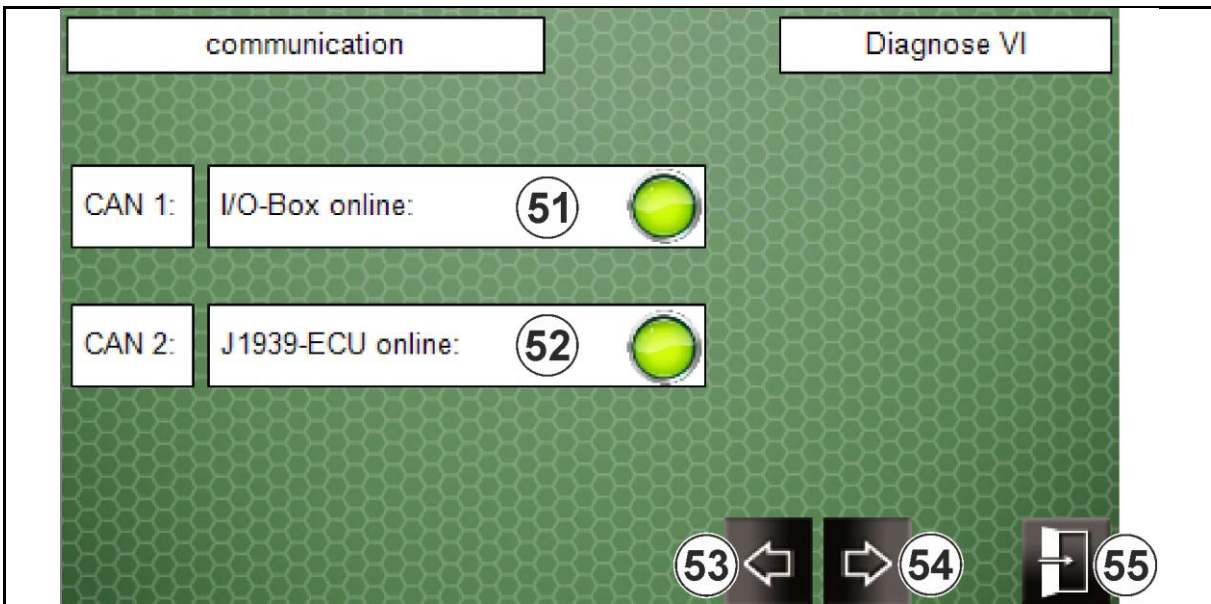 communication
Diagnose VI
CAN 1:
I/O-Box online:
51
CAN 2:
J1939-ECU online:
52
53
54
55